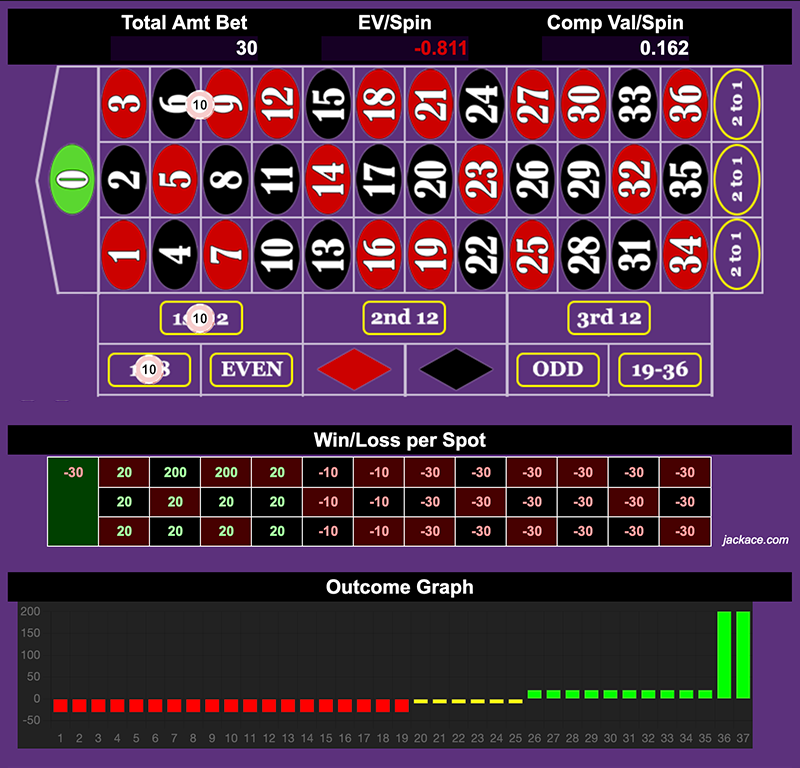 Total Amt Bet EV/Spin Comp Val/Spin
30 -0.811 0.162
3 6 10 9 12 15 18 21 24 27 30 33 36 2 to 1
0 2 5 8 11 14 17 20 23 26 29 32 35 2 to 1
1 4 7 10 13 16 19 22 25 28 31 34 2 to 1
1s 10 12 2nd 12 3rd 12
1 10 8 EVEN ODD 19-36
Win/Loss per Spot
-30 20 200 200 20 -10 -10 -30 -30 -30 -30 -30 -30
20 20 20 20 -10 -10 -30 -30 -30 -30 -30 -30
20 20 20 20 -10 -10 -30 -30 -30 -30 -30 -30
jackace.com
Outcome Graph
200
150
100
50
0
-50
1 2 3 4 5 6 7 8 9 10 11 12 13 14 15 16 17 18 19 20 21 22 23 24 25 26 27 28 29 30 31 32 33 34 35 36 37